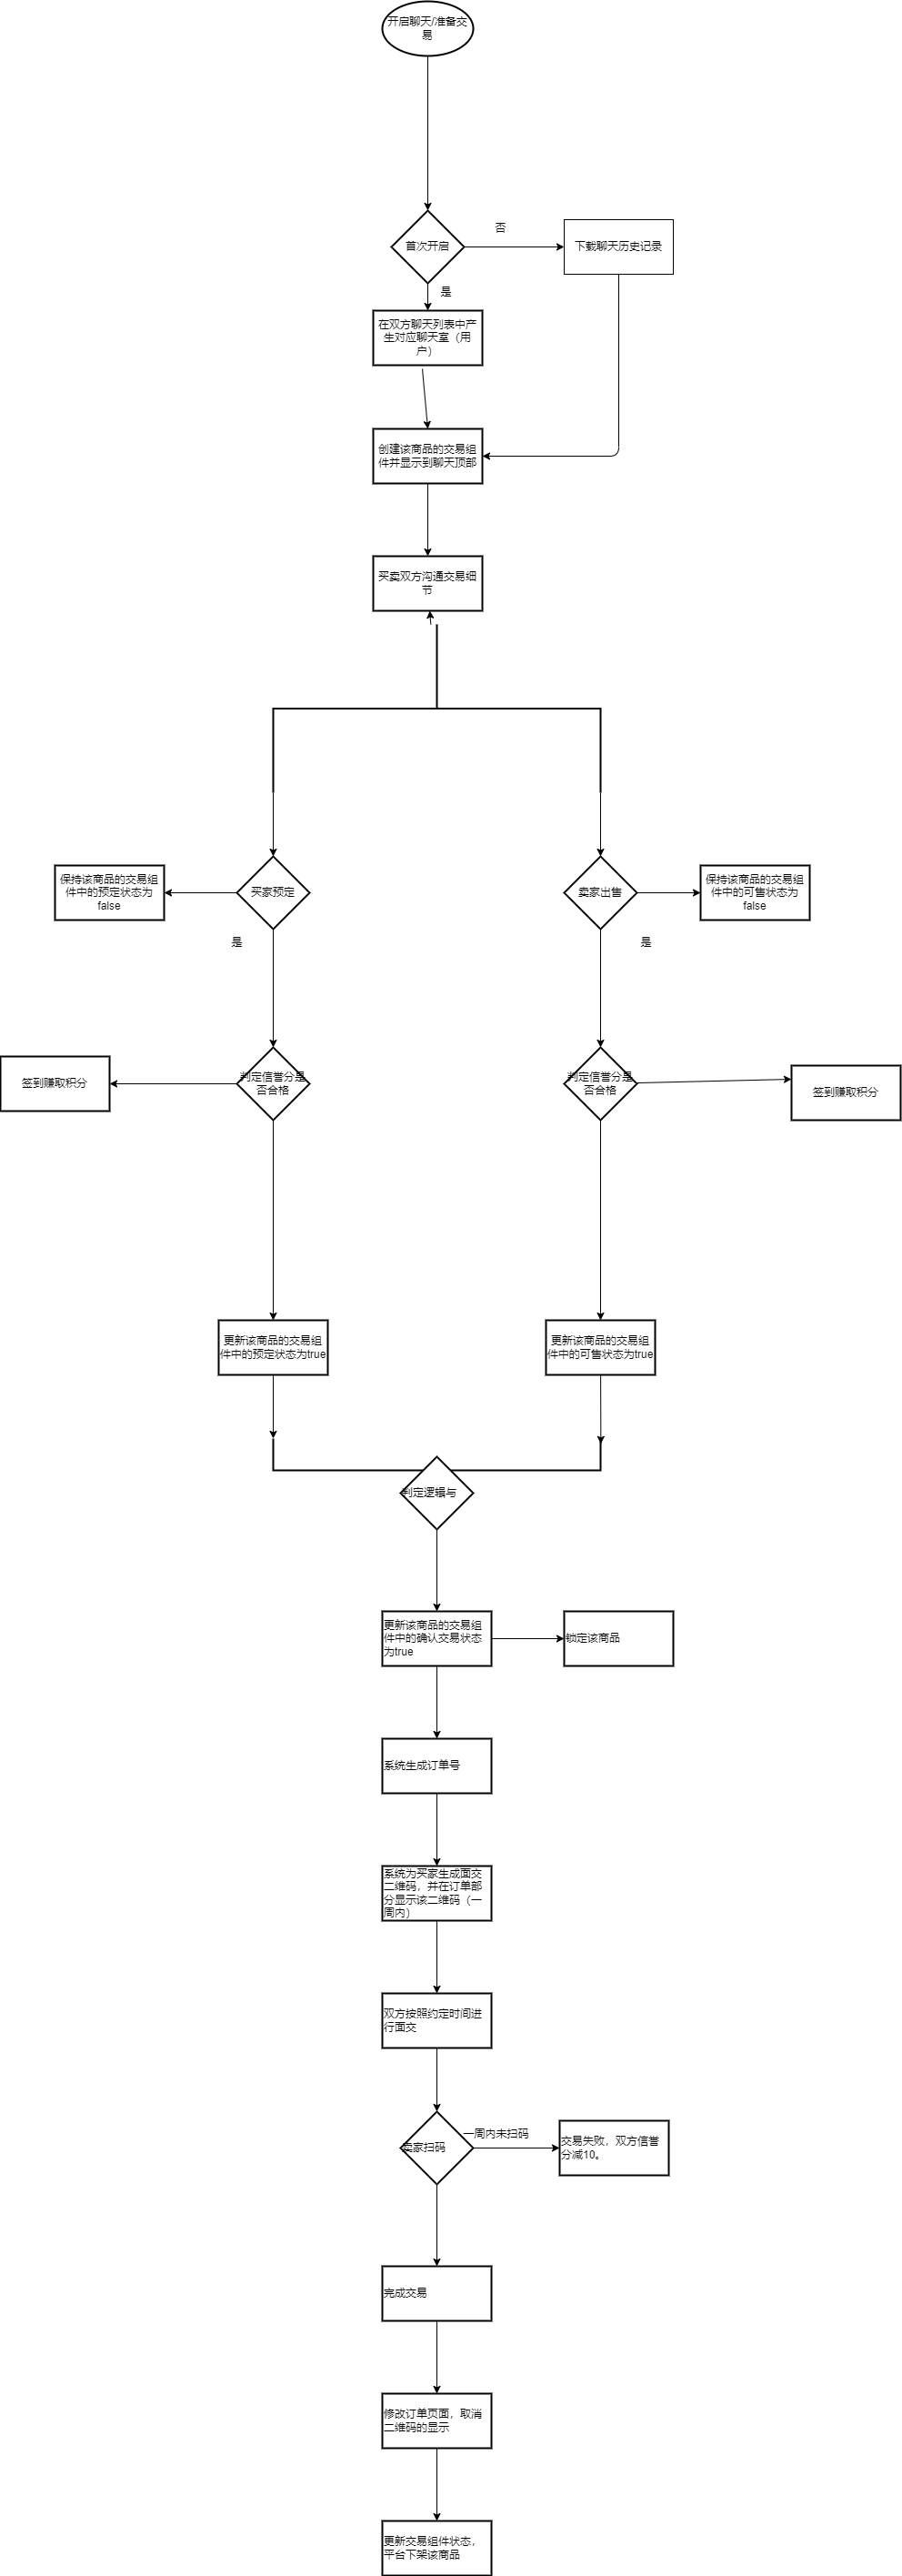 开启聊天/准备交
易
首次开启
否
下载聊天历史记录
是
在双方聊天列表中产
生对应聊天室（用
户）
创建该商品的交易组
件并显示到聊天顶部
买卖双方沟通交易细
节
保持该商品的交易组
件中的预定状态为
false
买家预定
卖家出售
保持该商品的交易组
件中的可售状态为
false
是
是
签到赚取积分
判定信誉分是
否合格
判定信誉分是
否合格
签到赚取积分
更新该商品的交易组
件中的预定状态为true
更新该商品的交易组
件中的可售状态为true
判定逻辑与
更新该商品的交易组
件中的确认交易状态
为true
锁定该商品
系统生成订单号
系统为买家生成面交
二维码，并在订单部
分显示该二维码（一
周内）
双方按照约定时间进
行面交
卖家扫码
一周内未扫码
交易失败，双方信誉
分减10。
完成交易
修改订单页面，取消
二维码的显示
更新交易组件状态，
平台下架该商品